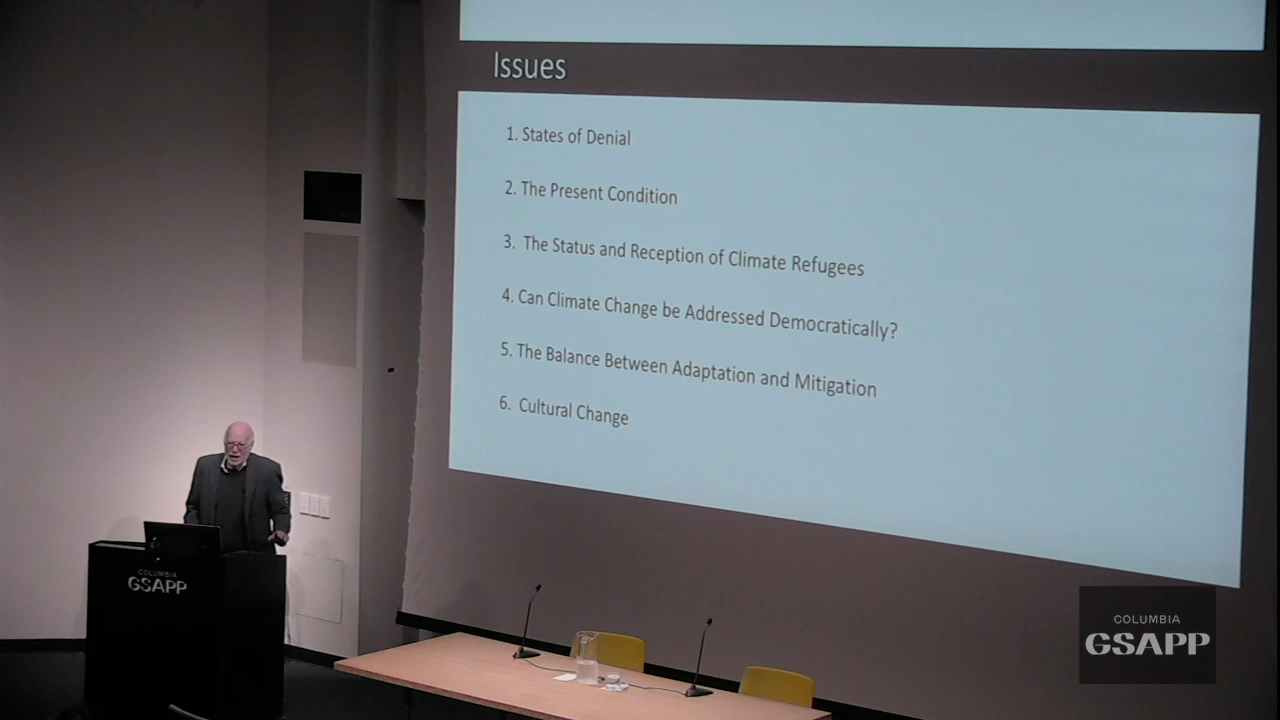 Issues
1. States of Denial
2. The Present Condition
3. The Status and Reception of Climate Refugees
4. Can Climate Change be Addressed Democratically?
5. The Balance Between Adaptation and Mitigation
6. Cultural Change
COLUMBIA
GSAPP
COLUMBIA
GSAPP